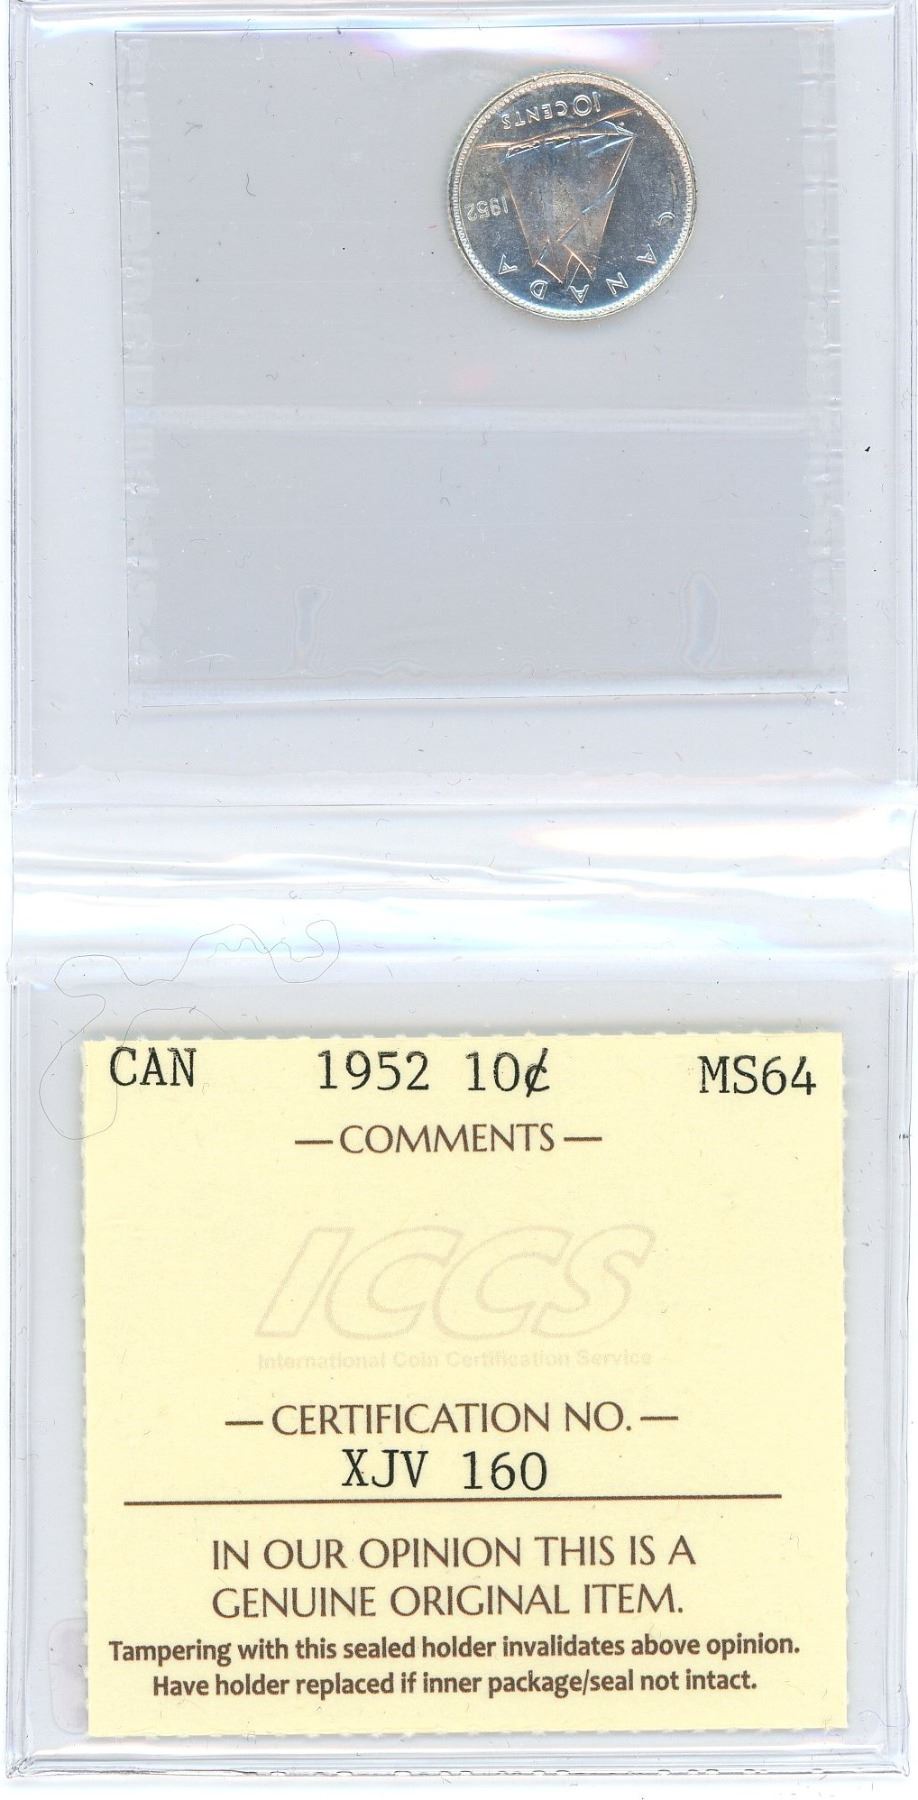 10 CENTS
1952
CANADA
CAN 1952 10¢ MS64
— COMMENTS —
ICCS
International Coin Certification Service
— CERTIFICATION NO. —
XJV 160
IN OUR OPINION THIS IS A
GENUINE ORIGINAL ITEM.
Tampering with this sealed holder invalidates above opinion.
Have holder replaced if inner package/seal not intact.